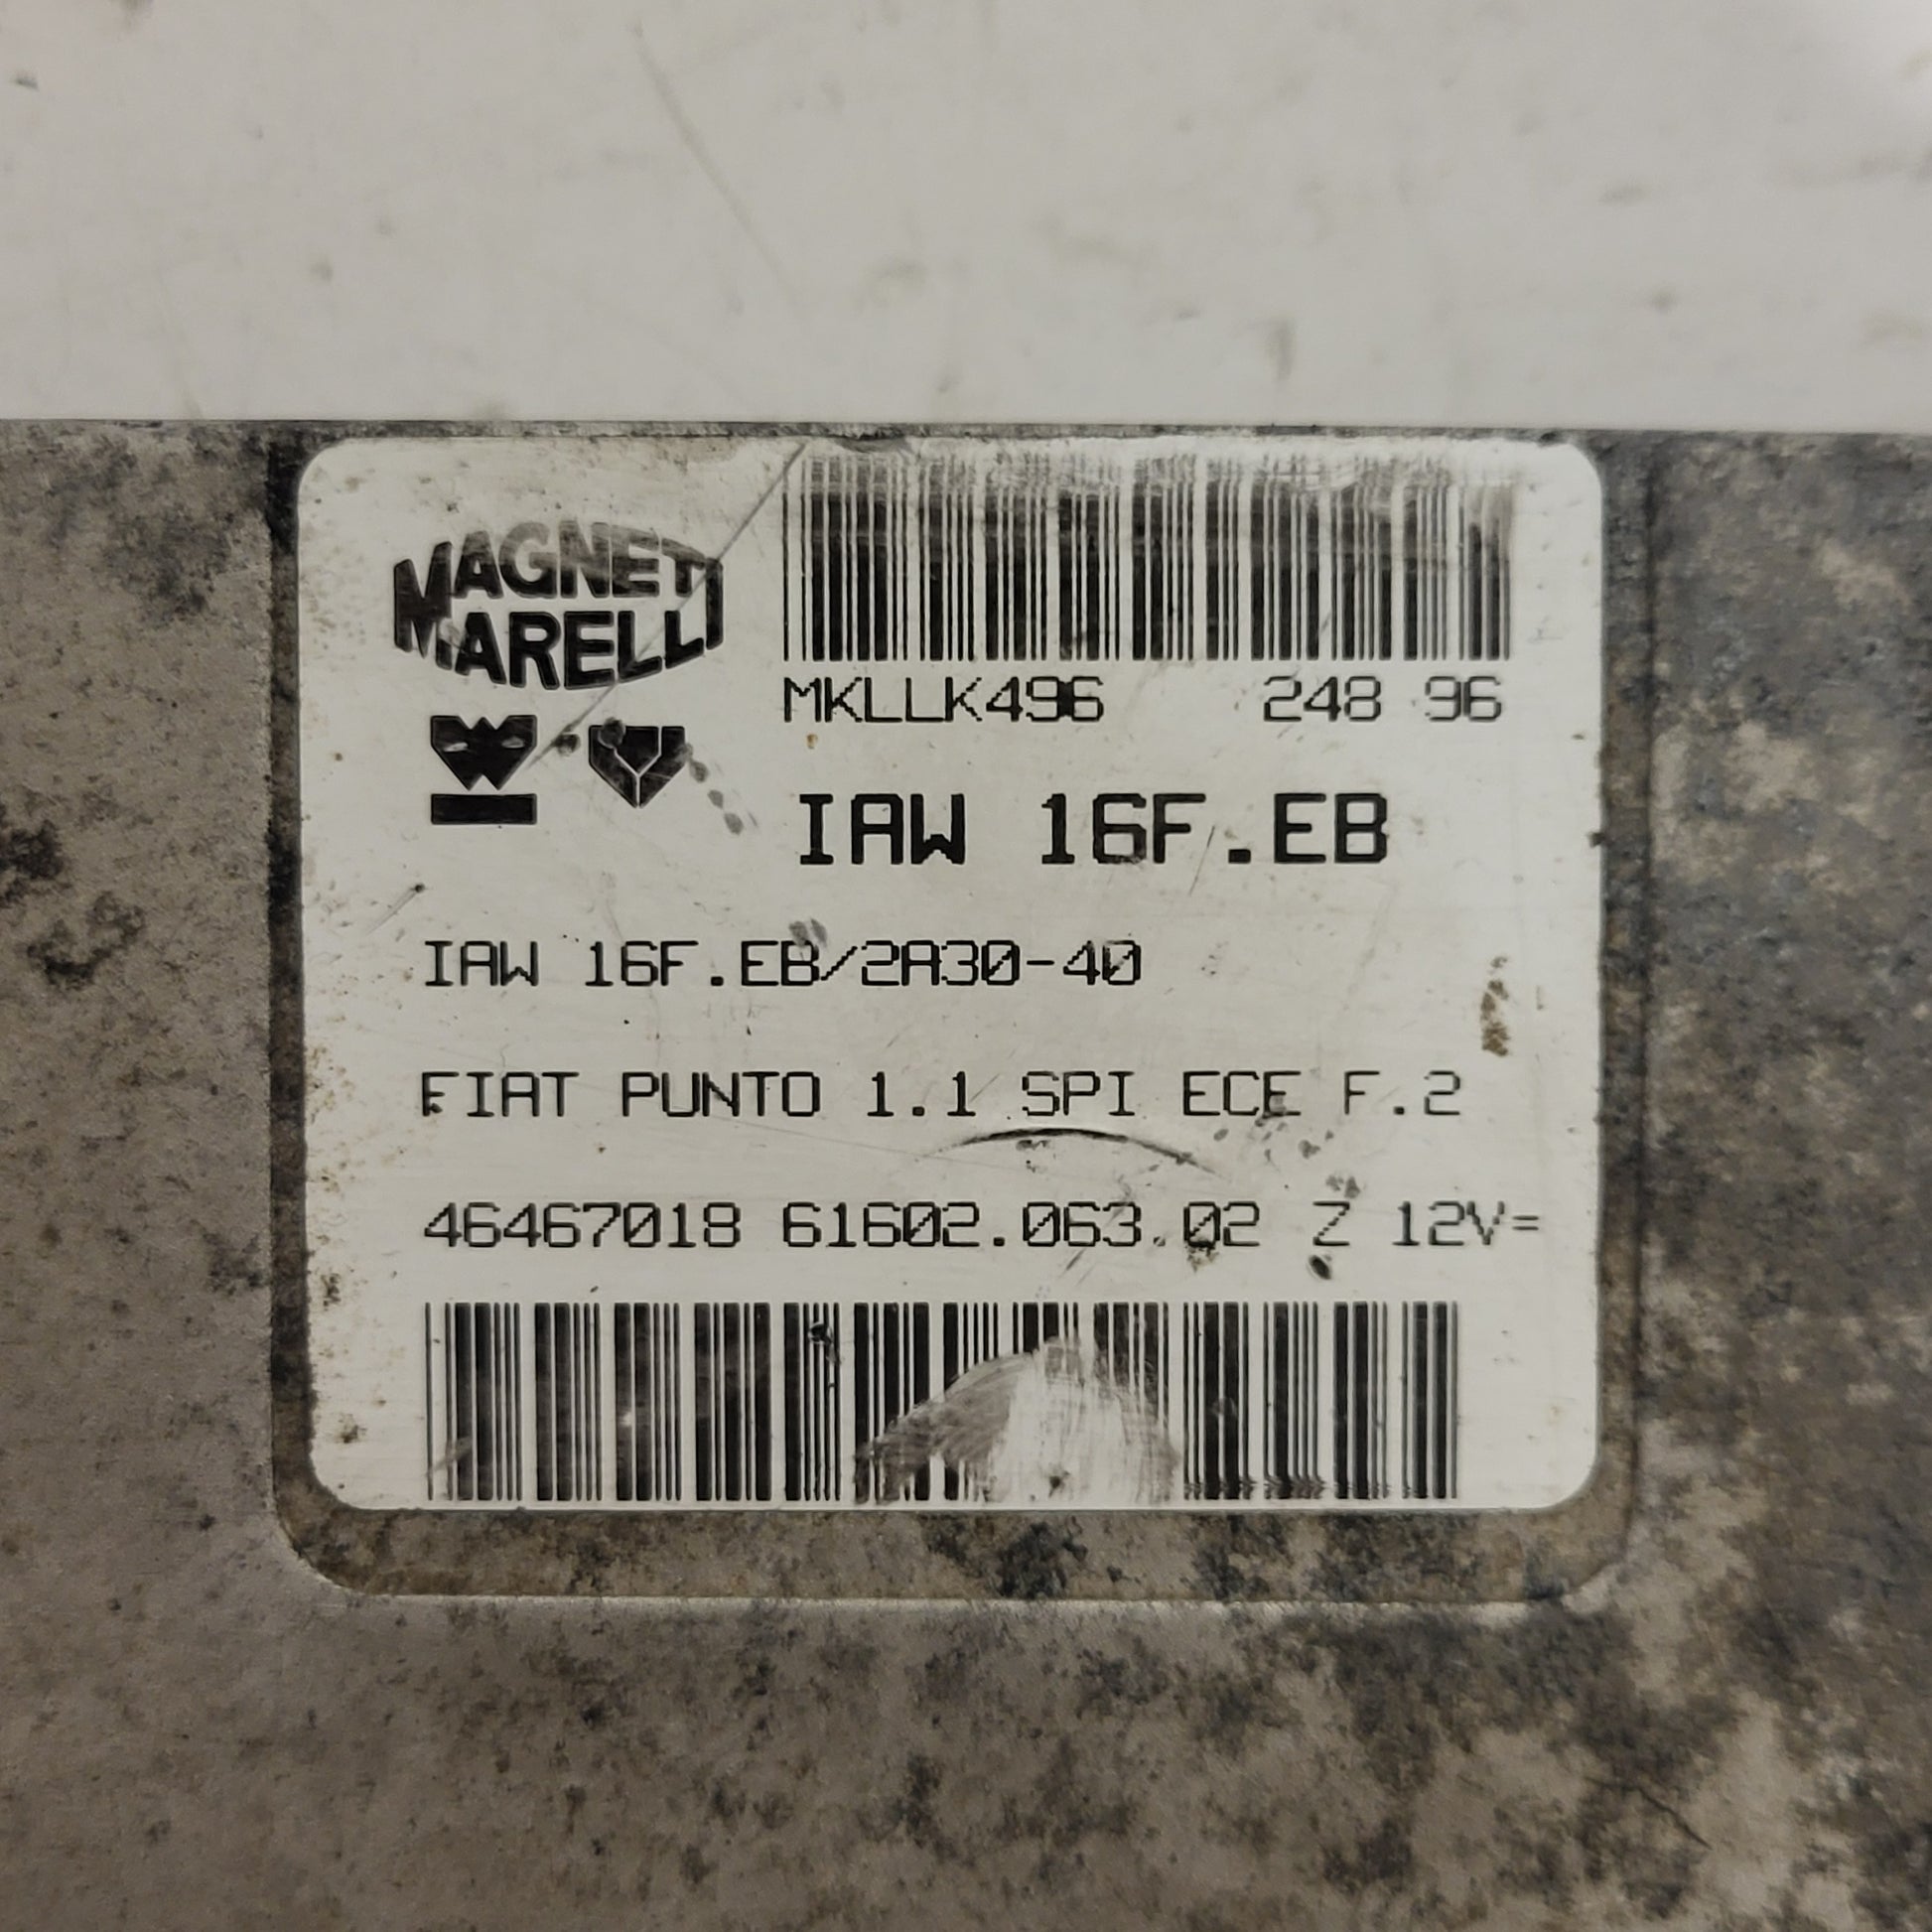 MAGNETI
MARELLI
MKLLK496 248 96
IAW 16F.EB
IAW 16F.EB/2A30-40
FIAT PUNTO 1.1 SPI ECE F.2
46467018 61602.063.02 Z 12V=